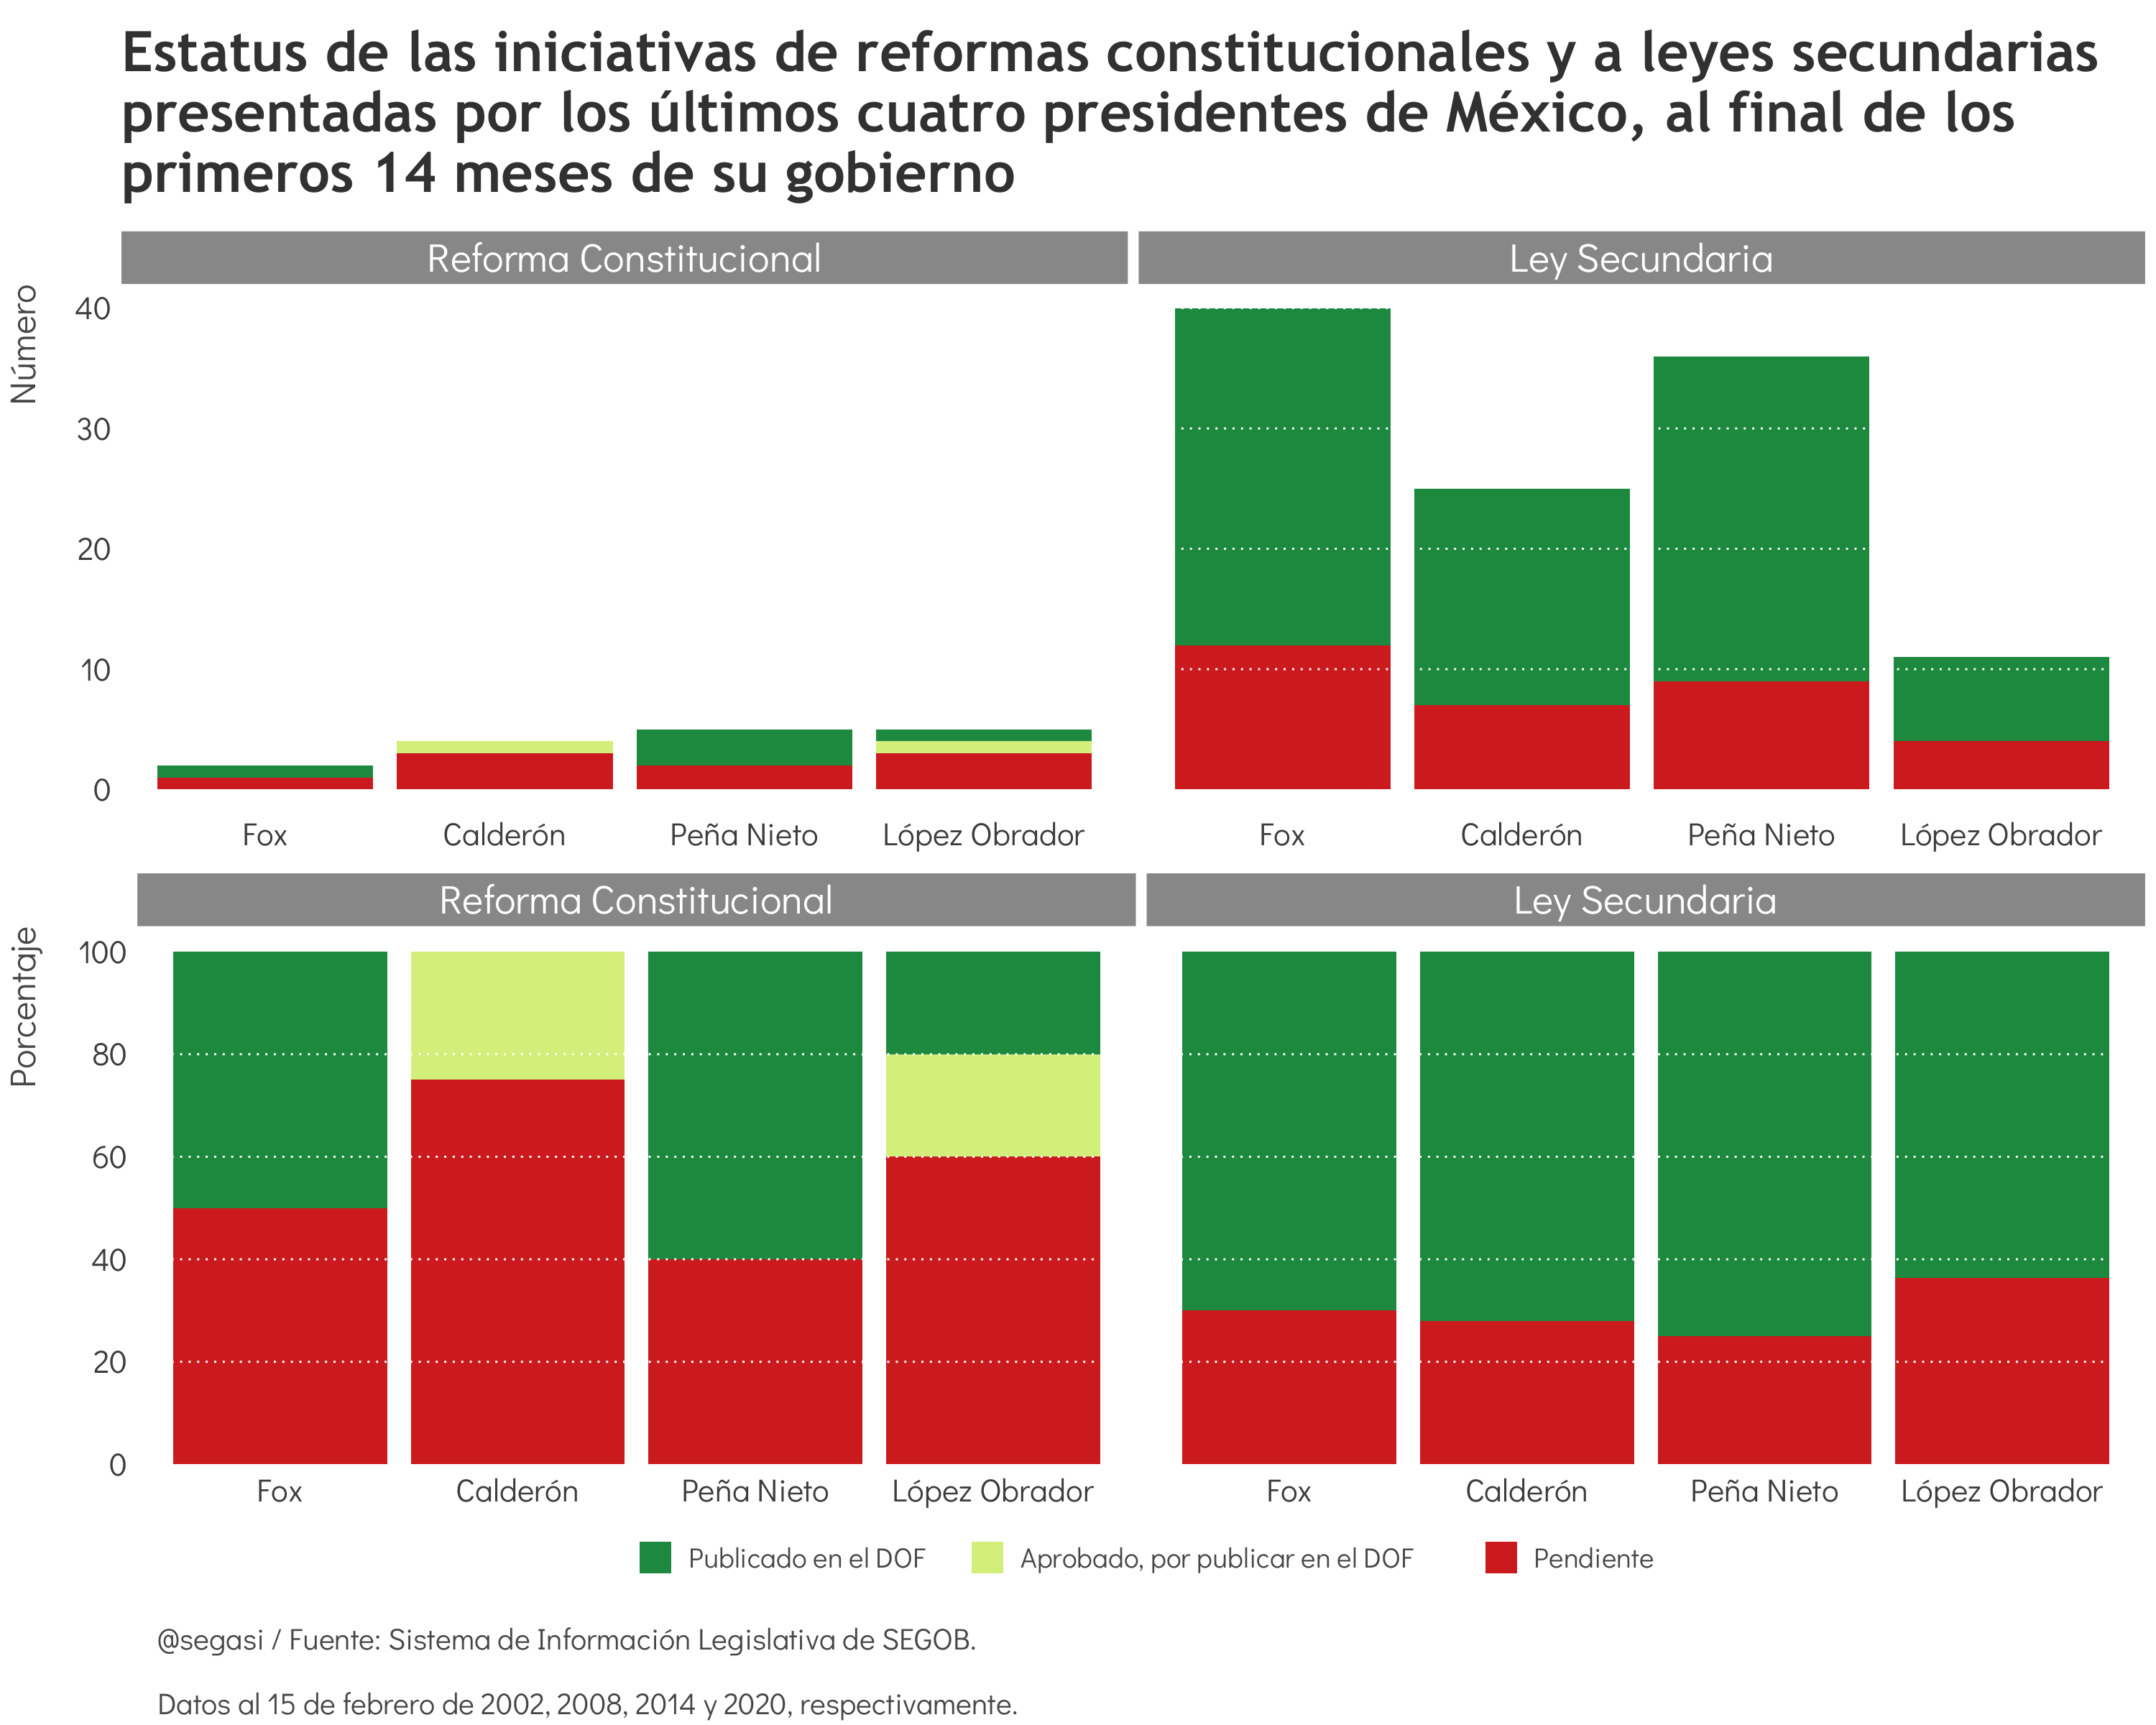 Estatus de las iniciativas de reformas constitucionales y a leyes secundarias
presentadas por los últimos cuatro presidentes de México, al final de los
primeros 14 meses de su gobierno
Reforma Constitucional
Ley Secundaria
Número
40
30
20
10
0
Fox
Calderón
Peña Nieto
López Obrador
Fox
Calderón
Peña Nieto
López Obrador
Reforma Constitucional
Ley Secundaria
Porcentaje
100
80
60
40
20
0
Fox
Calderón
Peña Nieto
López Obrador
Fox
Calderón
Peña Nieto
López Obrador
Publicado en el DOF
Aprobado, por publicar en el DOF
Pendiente
@segasi / Fuente: Sistema de Información Legislativa de SEGOB.
Datos al 15 de febrero de 2002, 2008, 2014 y 2020, respectivamente.